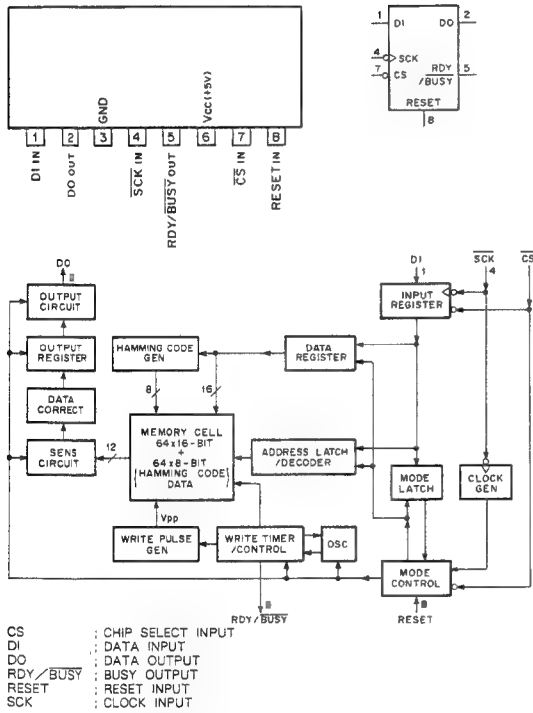 GND
Vcc(+5V)
1 2 3 4 5 6 7 8
DI IN
DO OUT
SCK IN
RDY/BUSY OUT
CS IN
RESET IN
1 DI DO 2
4 SCK
7 CS
RDY
/BUSY 5
RESET
8
DO
OUTPUT
CIRCUIT
OUTPUT
REGISTER
DATA
CORRECT
SENS
CIRCUIT
12
HAMMING CODE
GEN
8
16
DATA
REGISTER
MEMORY CELL
64x16-BIT
+
64x8-BIT
(HAMMING CODE
DATA)
ADDRESS LATCH
/DECODER
Vpp
WRITE PULSE
GEN
WRITE TIMER
/CONTROL
OSC
RDY/BUSY
DI
1
SCK
4
CS
INPUT
REGISTER
MODE
LATCH
CLOCK
GEN
MODE
CONTROL
RESET
CS : CHIP SELECT INPUT
DI : DATA INPUT
DO : DATA OUTPUT
RDY/BUSY : BUSY OUTPUT
RESET : RESET INPUT
SCK : CLOCK INPUT